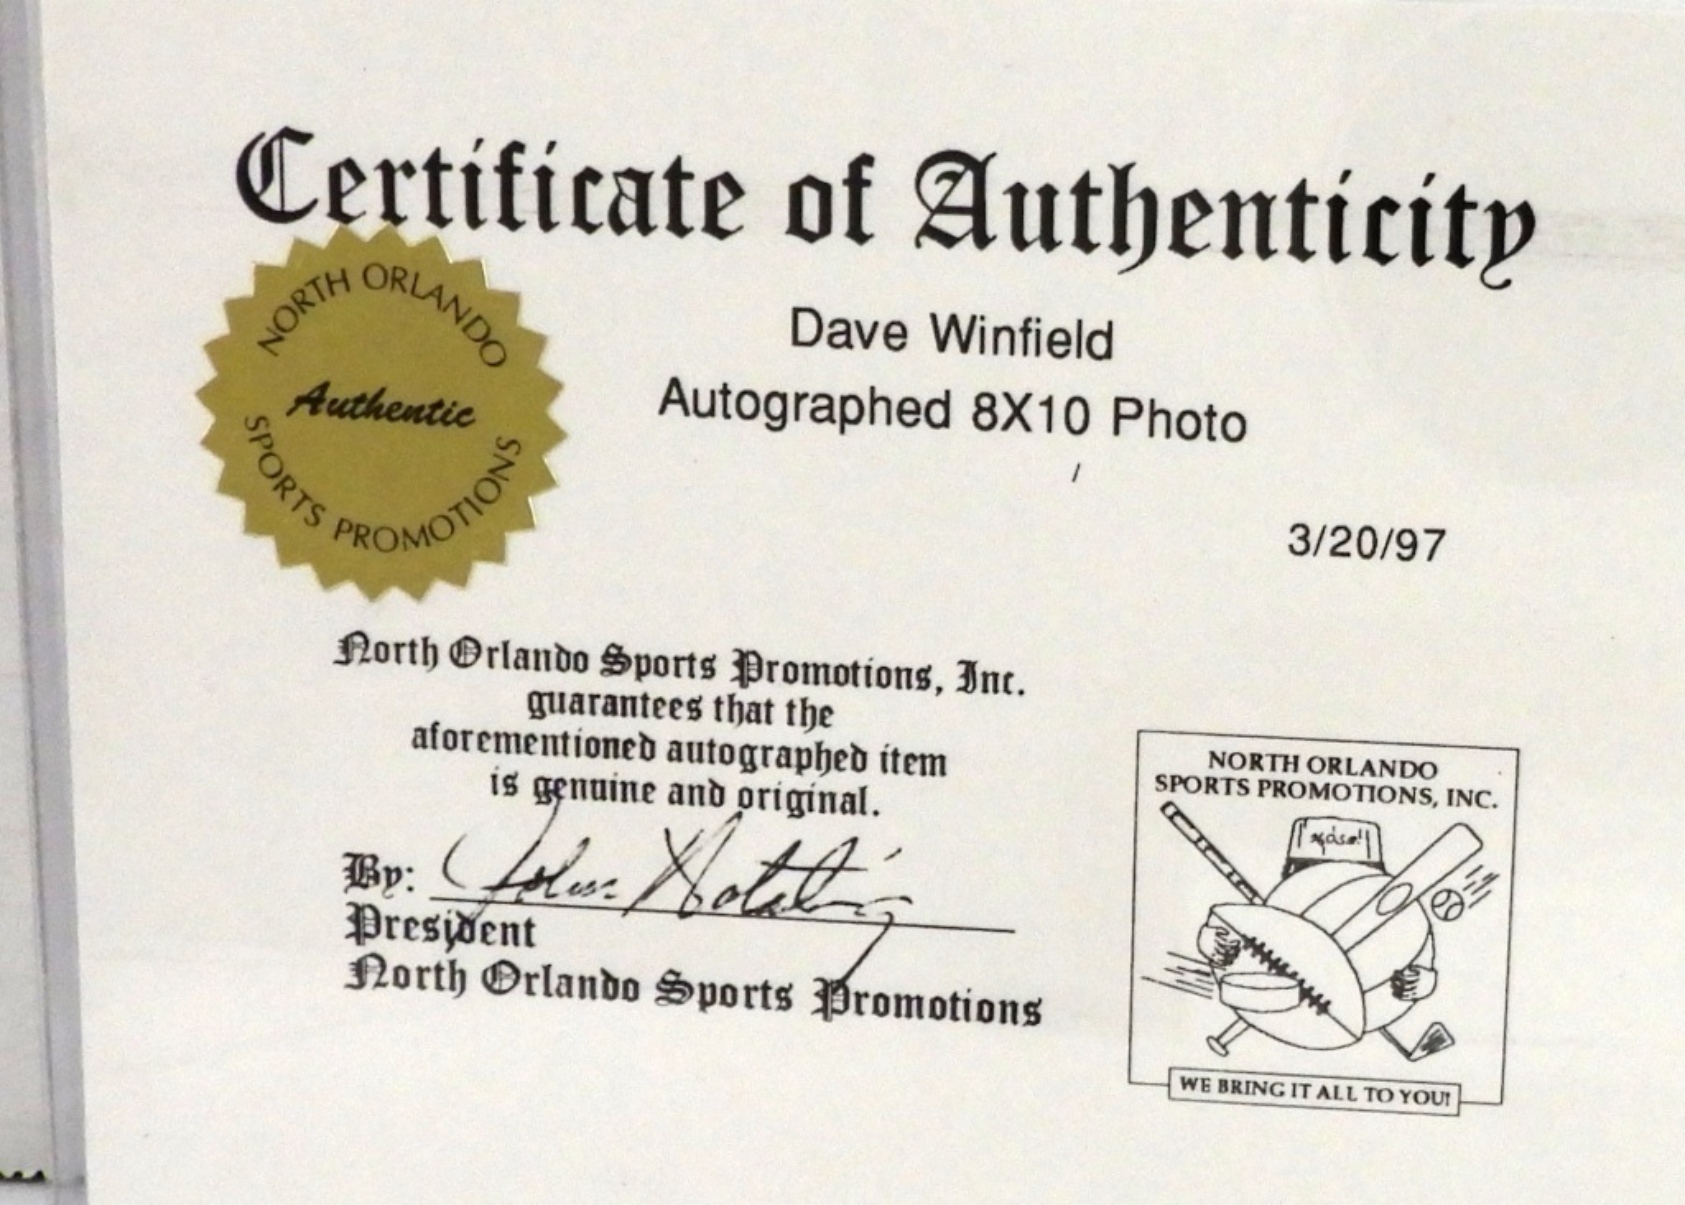 Certificate of Authenticity
NORTH ORLANDO
Authentic
SPORTS PROMOTIONS
Dave Winfield
Autographed 8X10 Photo
3/20/97
North Orlando Sports Promotions, Inc.
guarantees that the
aforementioned autographed item
is genuine and original.
By: John
President
North Orlando Sports Promotions
NORTH ORLANDO
SPORTS PROMOTIONS, INC.
WE BRING IT ALL TO YOU!